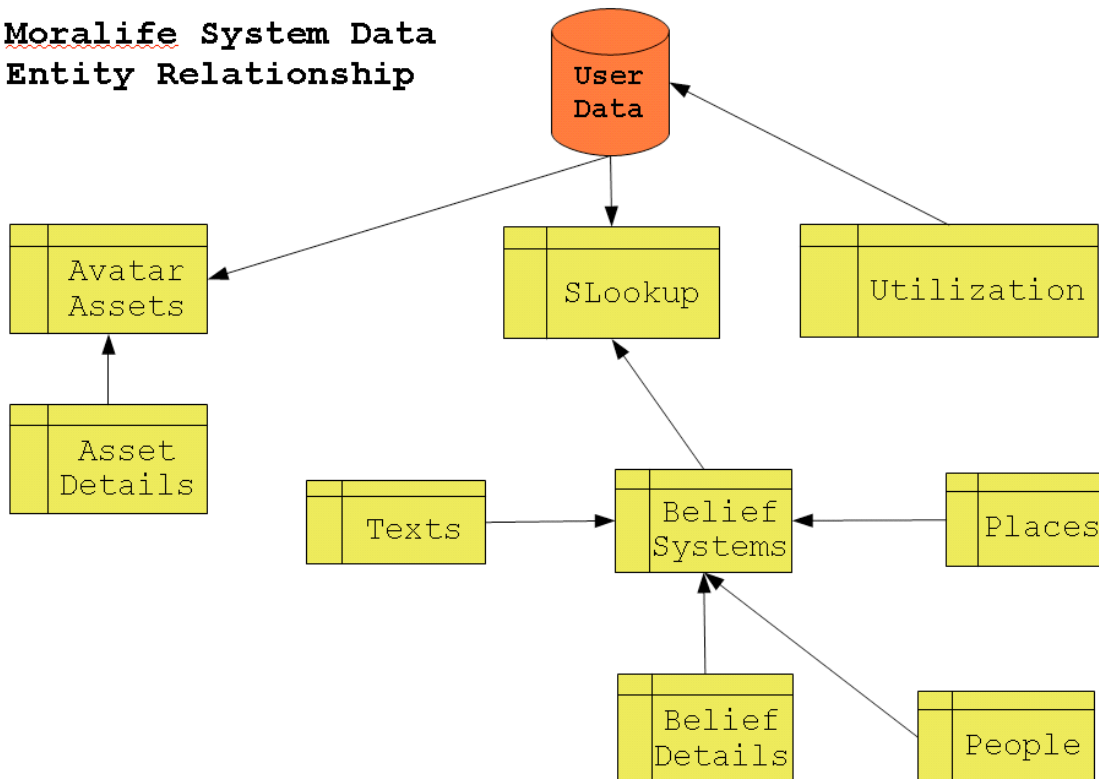 Moralife System Data
Entity Relationship
User
Data
Avatar
Assets
SLookup
Utilization
Asset
Details
Texts
Belief
Systems
Places
Belief
Details
People